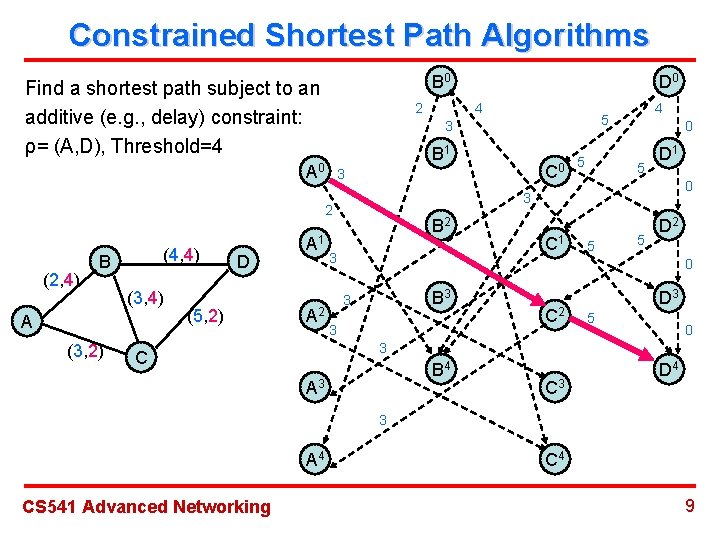 Constrained Shortest Path Algorithms
Find a shortest path subject to an
additive (e.g., delay) constraint:
ρ= (A,D), Threshold=4
B0
D0
2
4
3
5
4
0
B1
D1
A0
3
C0
5
5
0
3
2
B2
D2
A1
3
C1
5
5
0
B
(4,4)
D
(2,4)
(3,4)
(5,2)
A
(3,2)
C
3
B3
D3
A2
3
C2
5
0
3
B4
D4
A3
C3
3
A4
C4
CS541 Advanced Networking
9